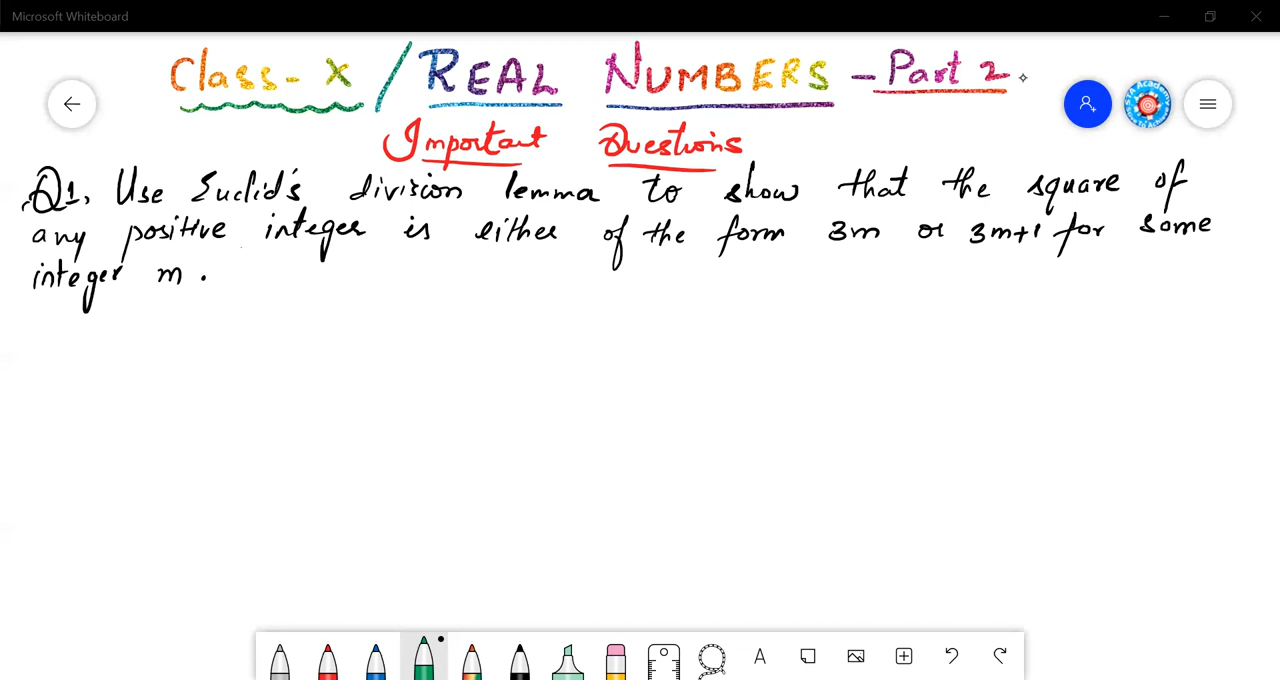 Microsoft Whiteboard
Class-X / REAL NUMBERS - Part 2
Important Questions
Q1. Use Euclid's division lemma to show that the square of
any positive integer is either of the form 3m or 3m+1 for some
integer m.
A